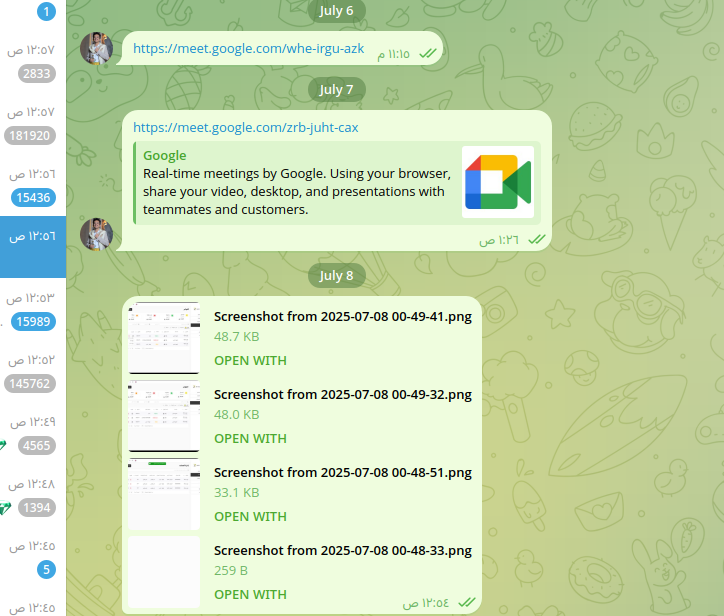 1
١٢:٥٧ ص
2833
١٢:٥٧ ص
181920
١٢:٥٦ ص
15436
١٢:٥٦ ص
١٢:٥٣ ص
15989
١٢:٥٢ ص
145762
١٢:٤٩ ص
4565
١٢:٤٨ ص
1394
١٢:٤٥ ص
5
١٢:٤٥ ص
July 6
https://meet.google.com/whe-irgu-azk
١١:١٥ م
July 7
https://meet.google.com/zrb-juht-cax
Google
Real-time meetings by Google. Using your browser,
share your video, desktop, and presentations with
teammates and customers.
١:٢٦ ص
July 8
Screenshot from 2025-07-08 00-49-41.png
48.7 KB
OPEN WITH
Screenshot from 2025-07-08 00-49-32.png
48.0 KB
OPEN WITH
Screenshot from 2025-07-08 00-48-51.png
33.1 KB
OPEN WITH
Screenshot from 2025-07-08 00-48-33.png
259 B
OPEN WITH
١٢:٥٤ ص